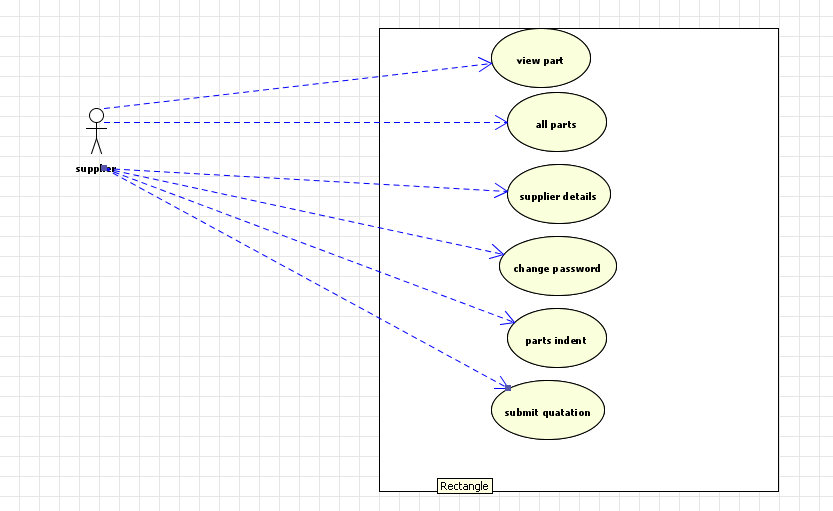 view part
all parts
supplier
supplier details
change password
parts indent
submit quatation
Rectangle